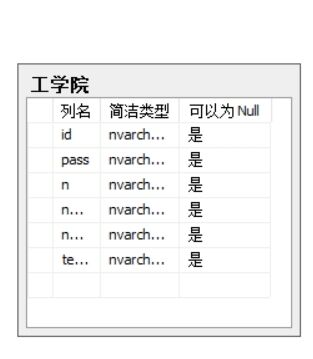 工学院
列名 简洁类型 可以为 Null
id nvarch... 是
pass nvarch... 是
n nvarch... 是
n... nvarch... 是
n... nvarch... 是
te... nvarch... 是